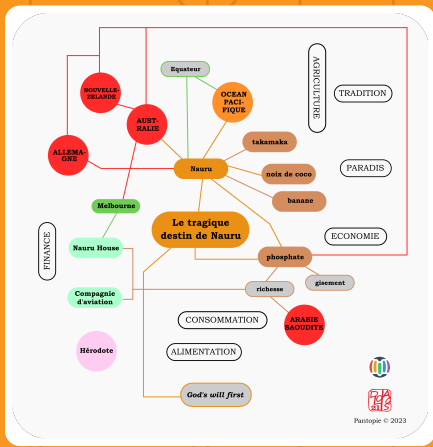 NOUVELLE-
ZELANDE
Equateur
OCEAN
PACI-
FIQUE
AGRICULTURE
TRADITION
AUST-
RALIE
takamaka
ALLEMA-
GNE
Nauru
noix de coco
PARADIS
banane
Melbourne
Le tragique
destin de Nauru
ECONOMIE
FINANCE
Nauru House
phosphate
gisement
richesse
Compagnie
d'aviation
CONSOMMATION
ARABIE
SAOUDITE
Hérodote
ALIMENTATION
God's will first
Pantopie © 2023